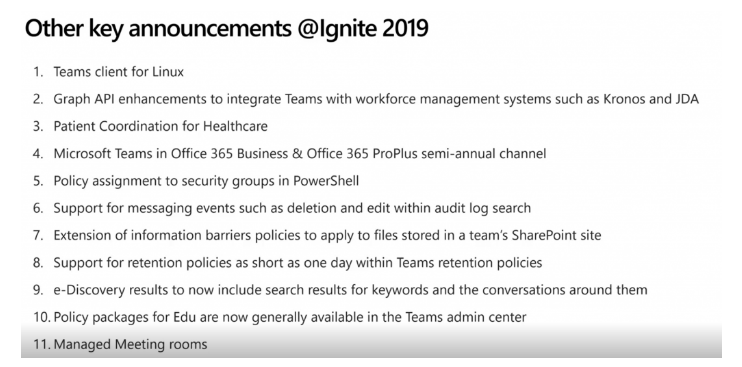 Other key announcements @Ignite 2019
1. Teams client for Linux
2. Graph API enhancements to integrate Teams with workforce management systems such as Kronos and JDA
3. Patient Coordination for Healthcare
4. Microsoft Teams in Office 365 Business & Office 365 ProPlus semi-annual channel
5. Policy assignment to security groups in PowerShell
6. Support for messaging events such as deletion and edit within audit log search
7. Extension of information barriers policies to apply to files stored in a team's SharePoint site
8. Support for retention policies as short as one day within Teams retention policies
9. e-Discovery results to now include search results for keywords and the conversations around them
10. Policy packages for Edu are now generally available in the Teams admin center
11. Managed Meeting rooms